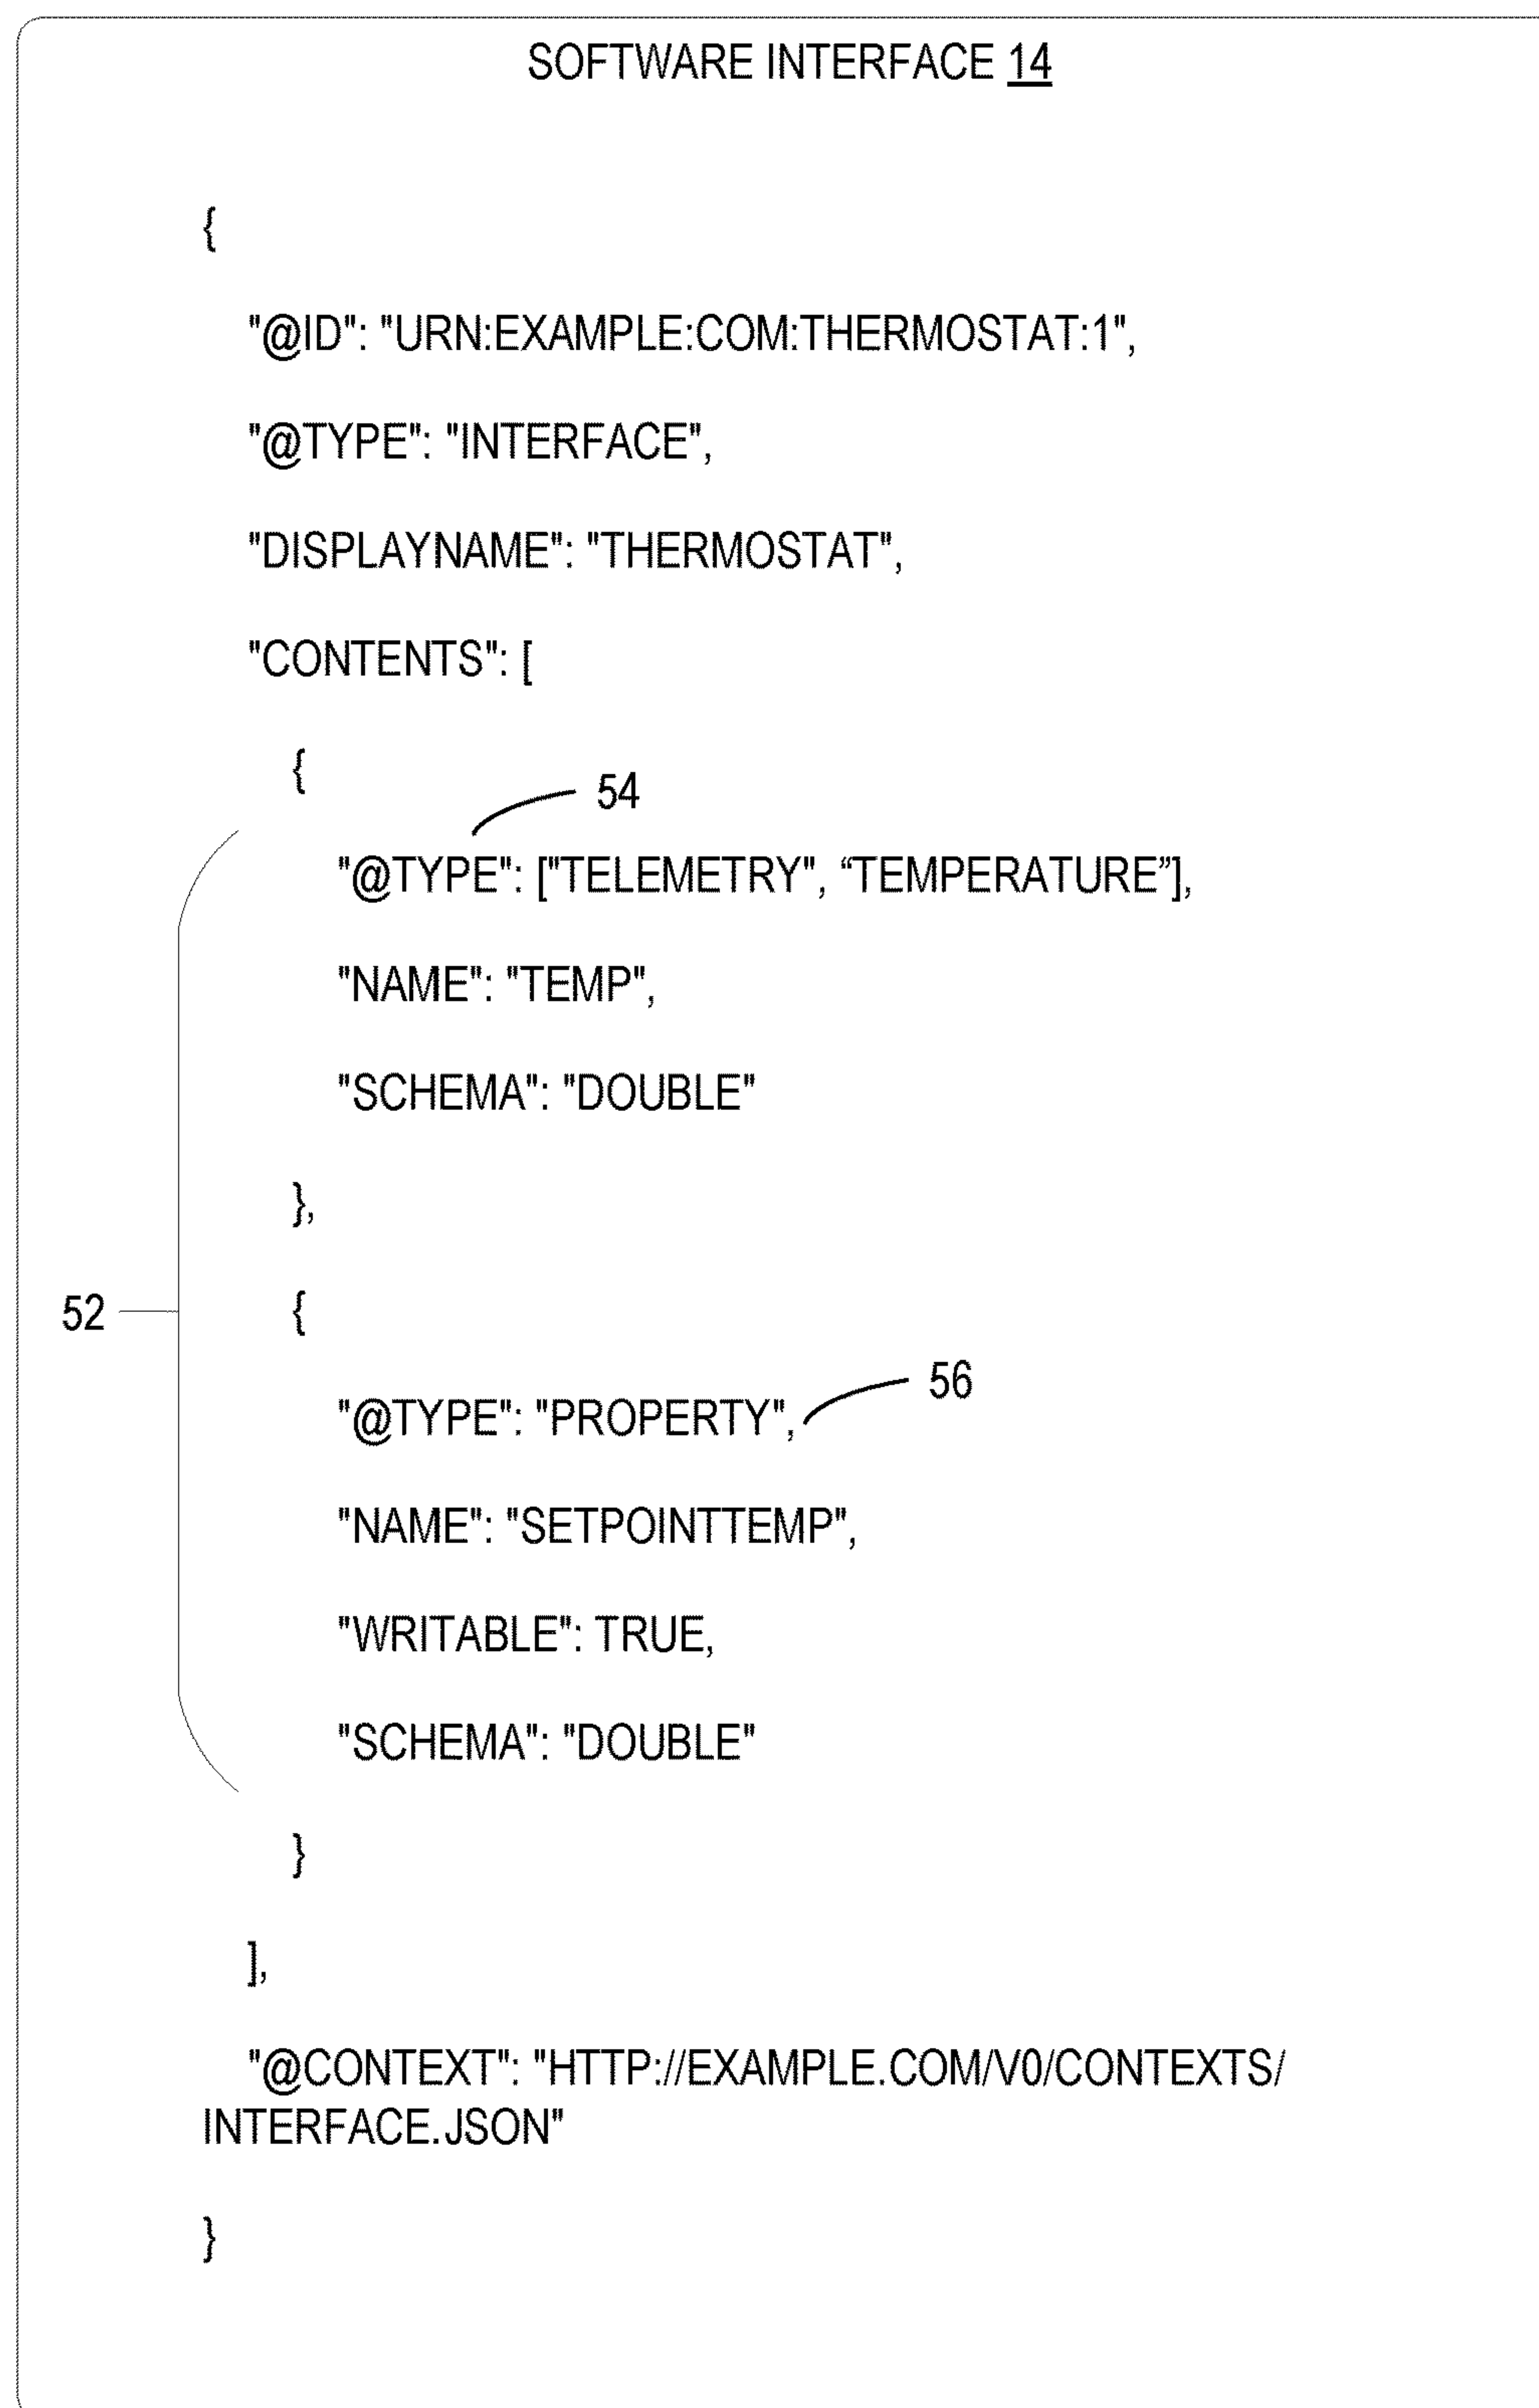 SOFTWARE INTERFACE 14
{
"@ID": "URN:EXAMPLE:COM:THERMOSTAT:1",
"@TYPE": "INTERFACE",
"DISPLAYNAME": "THERMOSTAT",
"CONTENTS": [
{
54
"@TYPE": ["TELEMETRY", “TEMPERATURE”],
"NAME": "TEMP",
"SCHEMA": "DOUBLE"
},
52
{
56
"@TYPE": "PROPERTY",
"NAME": "SETPOINTTEMP",
"WRITABLE": TRUE,
"SCHEMA": "DOUBLE"
}
],
"@CONTEXT": "HTTP://EXAMPLE.COM/V0/CONTEXTS/
INTERFACE.JSON"
}